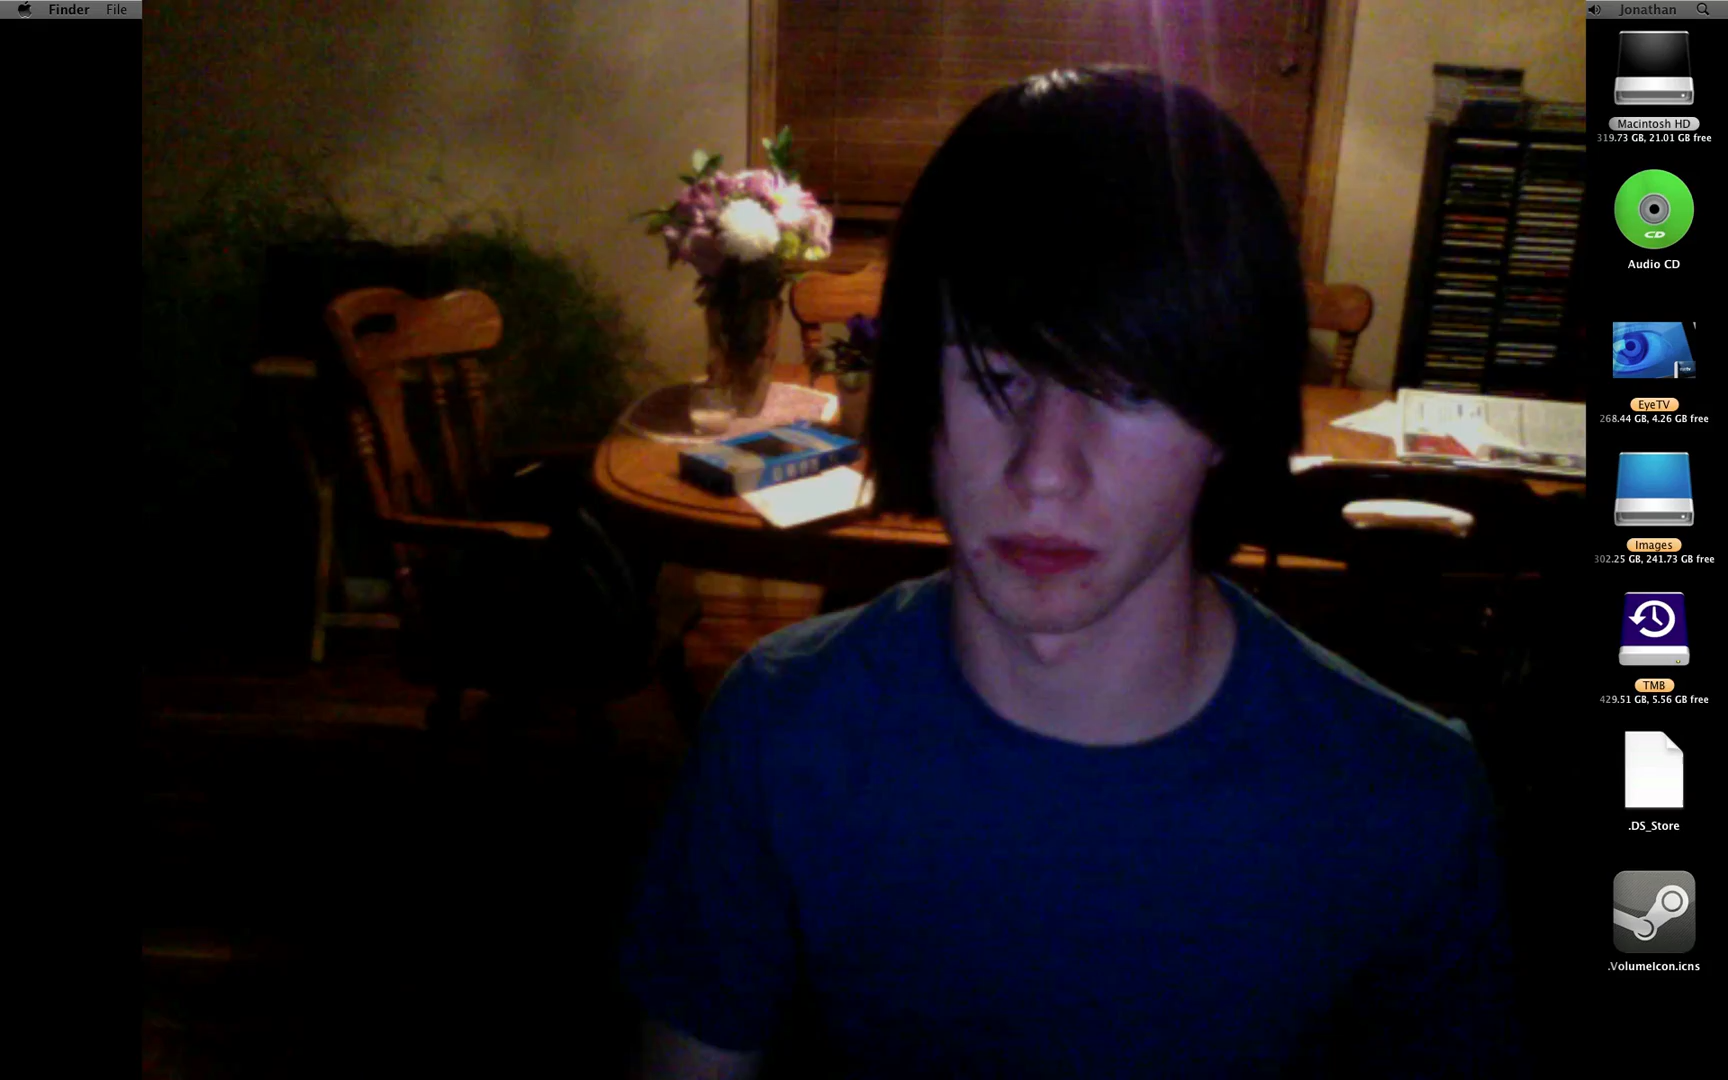 Finder File
Jonathan
Macintosh HD
319.73 GB, 21.01 GB free
CD
Audio CD
EyeTV
268.44 GB, 4.26 GB free
Images
302.25 GB, 241.73 GB free
TMB
429.51 GB, 5.56 GB free
.DS_Store
.VolumeIcon.icns